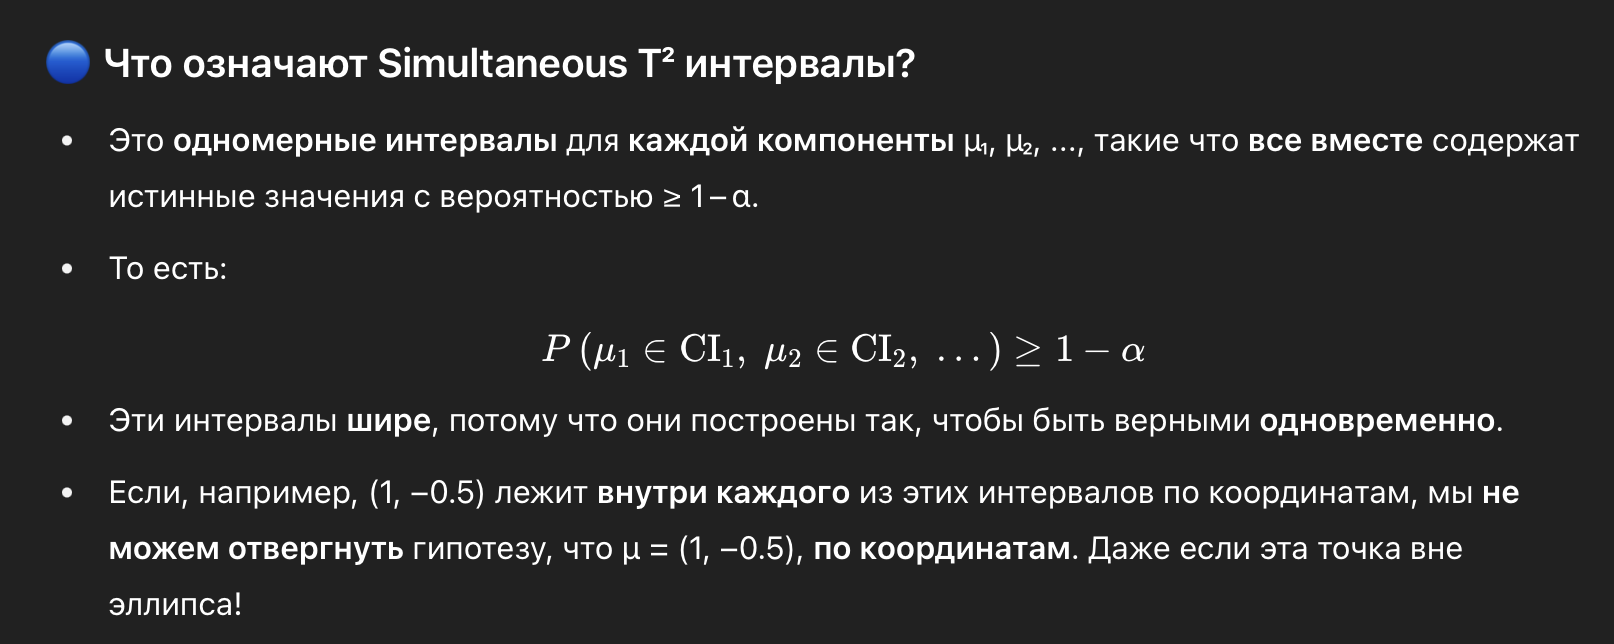 Что означают Simultaneous T² интервалы?
• Это одномерные интервалы для каждой компоненты μ₁, μ₂, ..., такие что все вместе содержат
истинные значения с вероятностью ≥ 1 – α.
• То есть:
P (μ₁ ∈ CI₁, μ₂ ∈ CI₂, ...) ≥ 1 − α
• Эти интервалы шире, потому что они построены так, чтобы быть верными одновременно.
• Если, например, (1, −0.5) лежит внутри каждого из этих интервалов по координатам, мы не
можем отвергнуть гипотезу, что μ = (1, −0.5), по координатам. Даже если эта точка вне
эллипса!